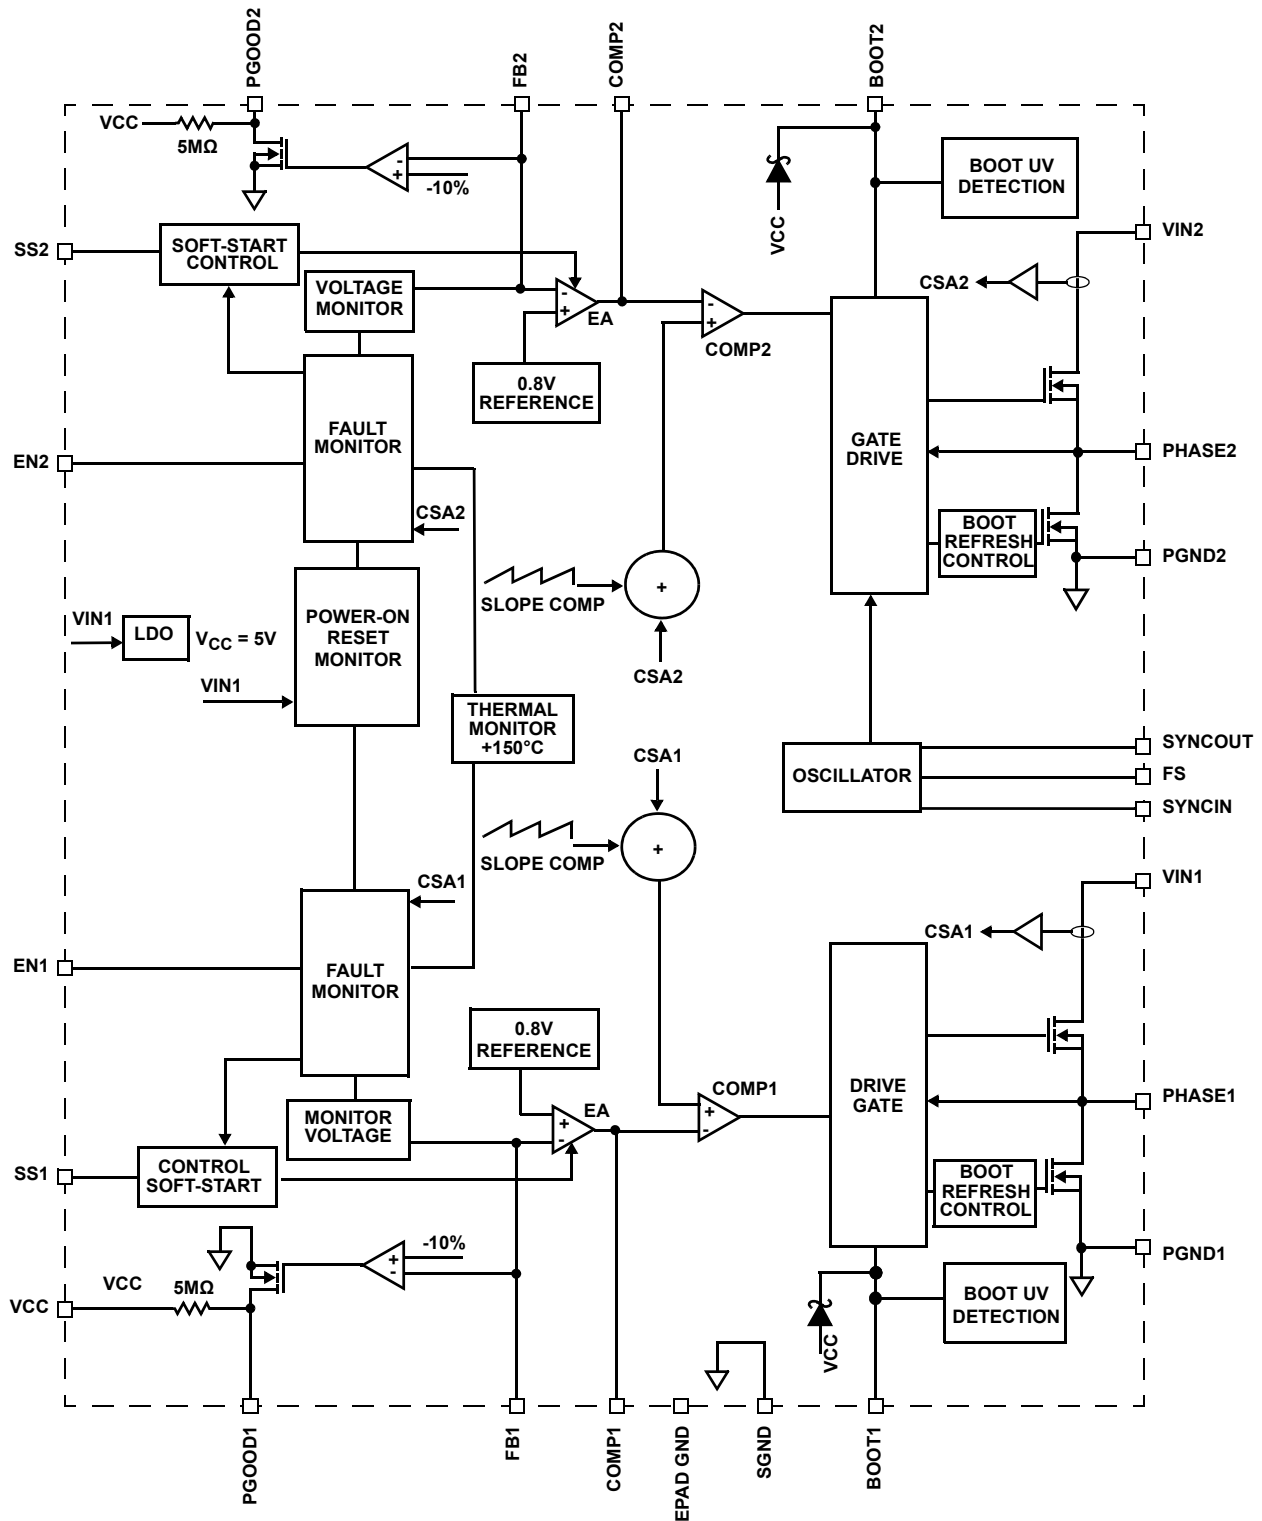 PGOOD2
FB2
COMP2
BOOT2
VCC
5MΩ
-
+
-10%
VCC
BOOT UV
DETECTION
SS2
SOFT-START
CONTROL
VOLTAGE
MONITOR
-
+
EA
-
+
COMP2
VIN2
CSA2
0.8V
REFERENCE
FAULT
MONITOR
GATE
DRIVE
EN2
PHASE2
CSA2
BOOT
REFRESH
CONTROL
PGND2
SLOPE COMP
+
CSA2
VIN1
LDO
VCC = 5V
POWER-ON
RESET
MONITOR
VIN1
THERMAL
MONITOR
+150°C
CSA1
SLOPE COMP
+
OSCILLATOR
SYNCOUT
FS
SYNCIN
VIN1
CSA1
CSA1
EN1
FAULT
MONITOR
0.8V
REFERENCE
DRIVE
GATE
COMP1
+
-
EA
+
-
PHASE1
MONITOR
VOLTAGE
SS1
CONTROL
SOFT-START
BOOT
REFRESH
CONTROL
PGND1
-10%
+
-
VCC
VCC
5MΩ
VCC
BOOT UV
DETECTION
PGOOD1
FB1
COMP1
EPAD GND
SGND
BOOT1